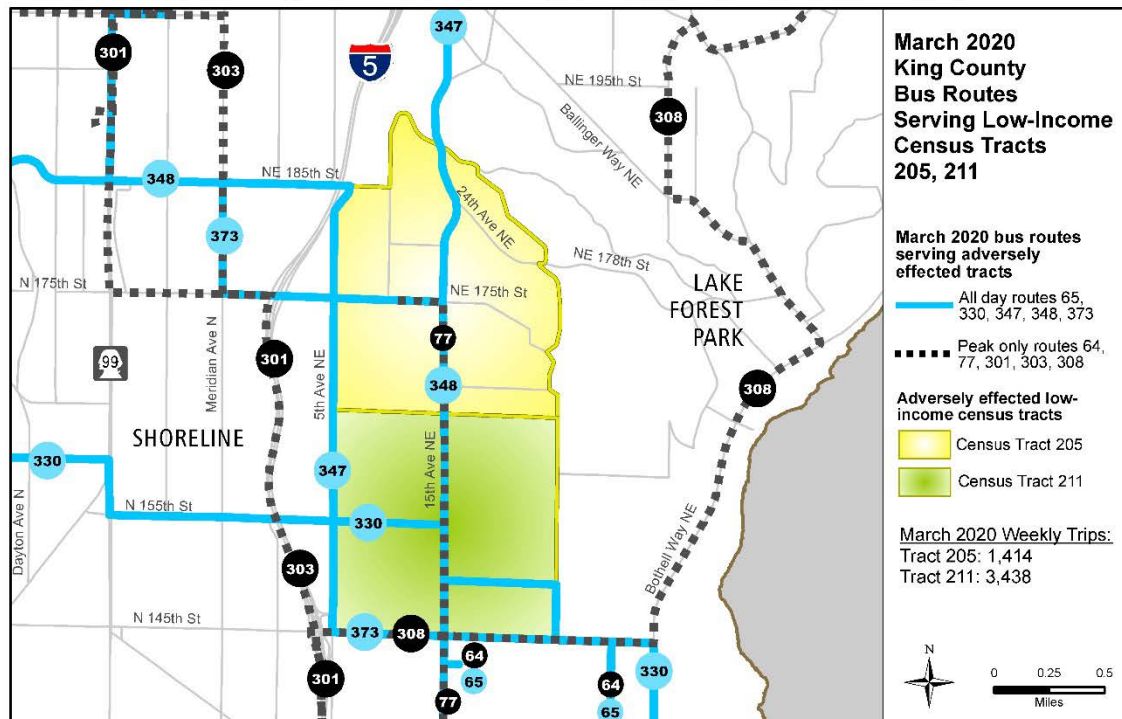 March 2020
King County
Bus Routes
Serving Low-Income
Census Tracts
205, 211
March 2020 bus routes
serving adversely
effected tracts
All day routes 65,
330, 347, 348, 373
Peak only routes 64,
77, 301, 303, 308
Adversely effected low-
income census tracts
Census Tract 205
Census Tract 211
March 2020 Weekly Trips:
Tract 205: 1,414
Tract 211: 3,438
N
0 0.25 0.5
Miles
347
301
5
303
NE 195th St
Ballinger Way NE
308
348
NE 185th St
24th Ave NE
373
NE 178th St
N 175th St
NE 175th St
LAKE
FOREST
PARK
Meridian Ave N
99
301
5th Ave NE
77
348
308
SHORELINE
330
347
15th Ave NE
N 155th St
330
Dayton Ave N
Bothell Way NE
303
N 145th St
373
308
64
65
77
301
64
65
330